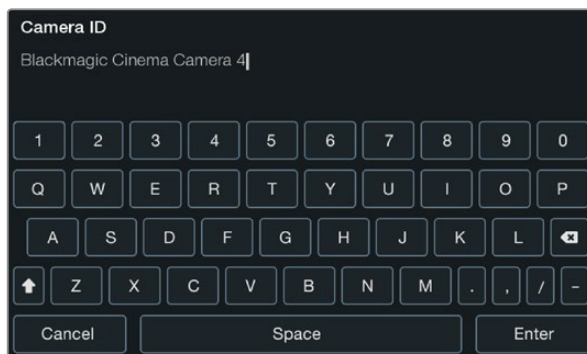 Camera ID
Blackmagic Cinema Camera 4
1 2 3 4 5 6 7 8 9 0
Q W E R T Y U I O P
A S D F G H J K L
Z X C V B N M . , / -
Cancel Space Enter